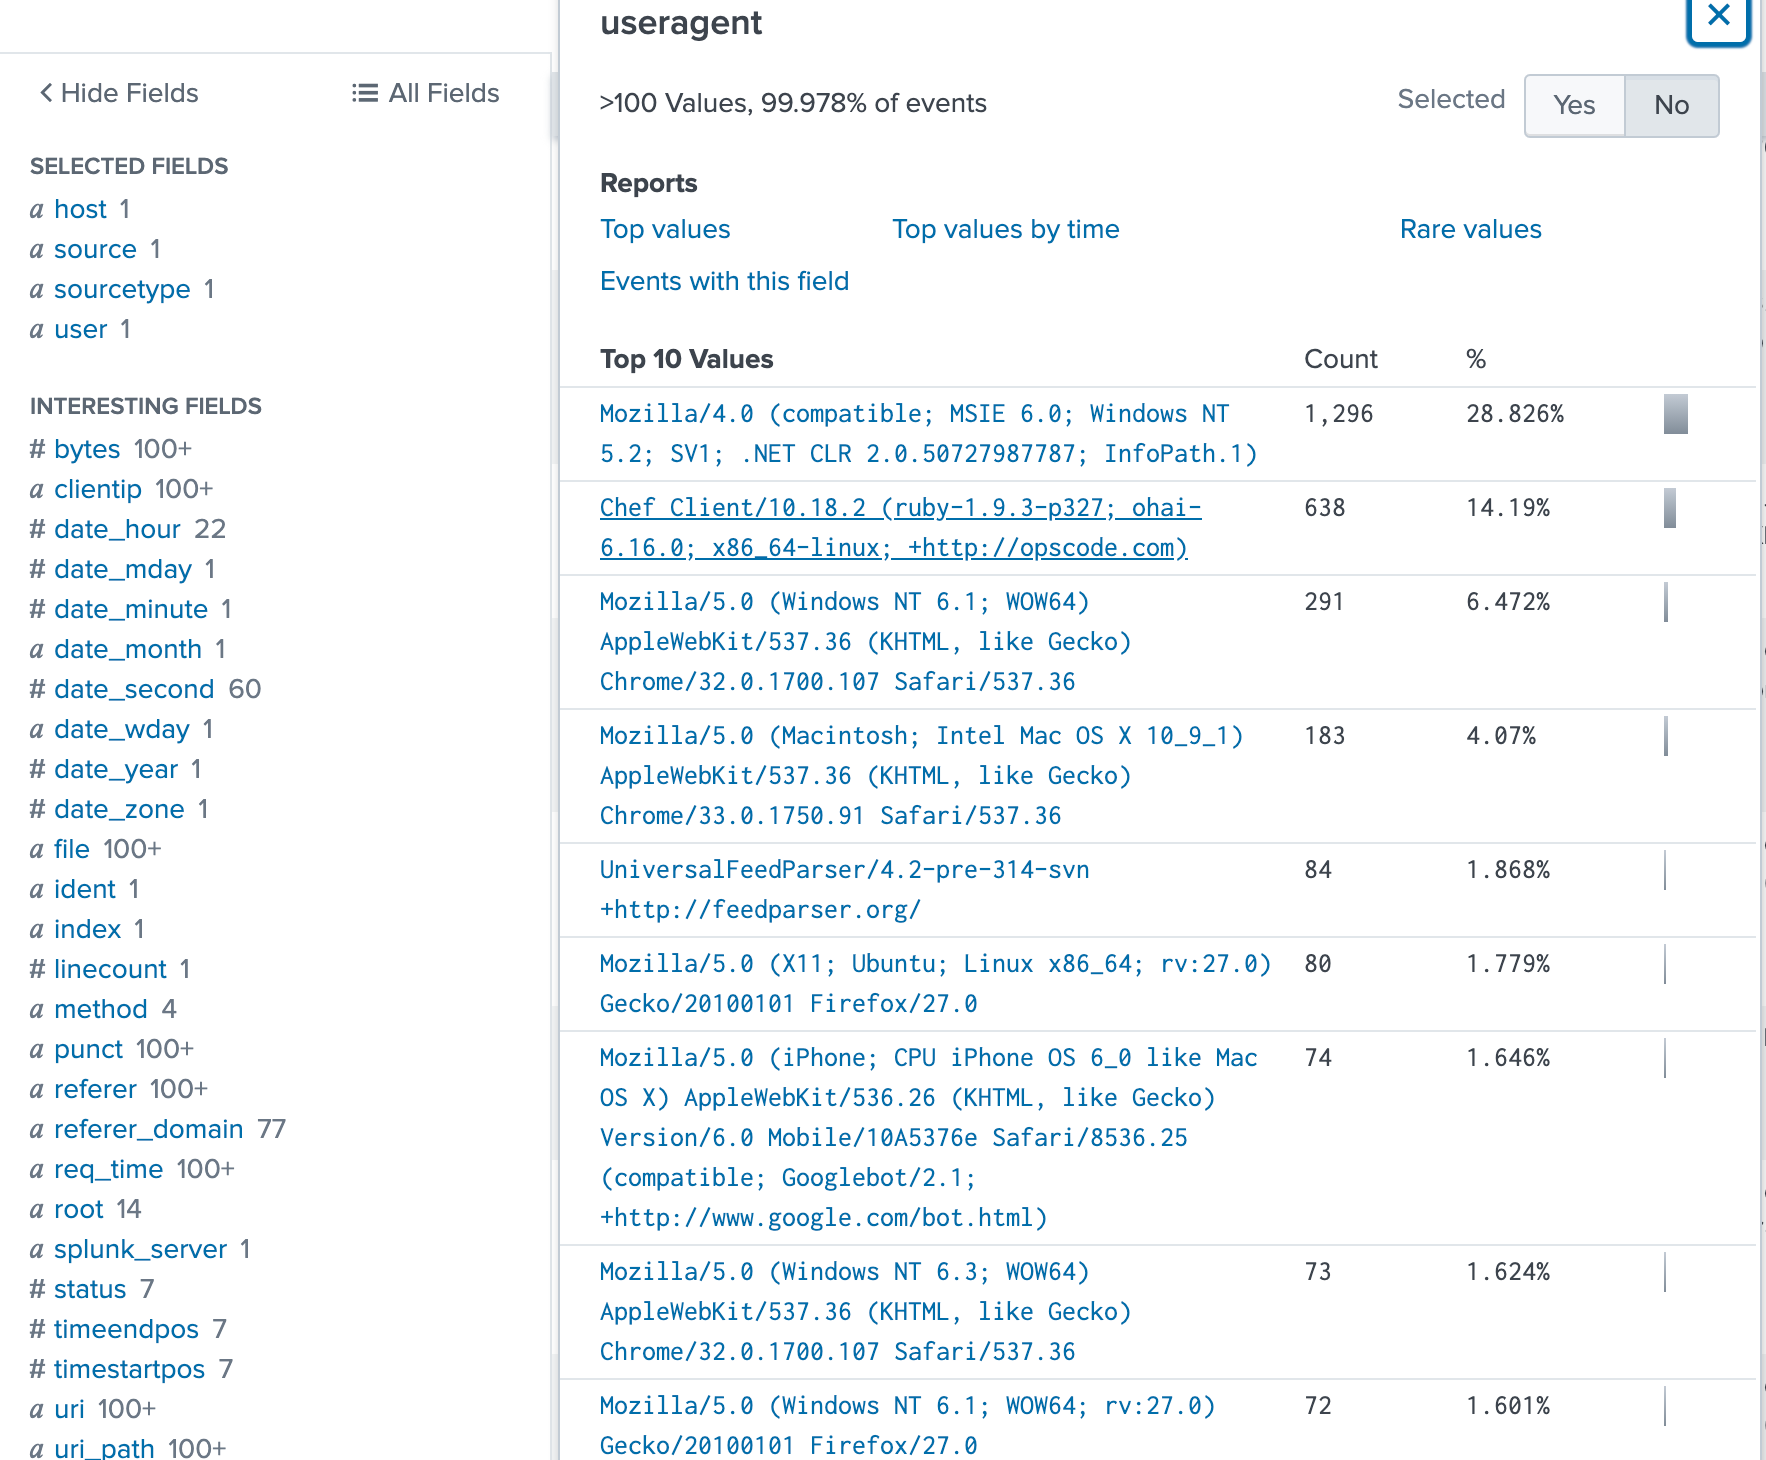 Hide Fields
All Fields
SELECTED FIELDS
a host 1
a source 1
a sourcetype 1
a user 1
INTERESTING FIELDS
# bytes 100+
a clientip 100+
# date_hour 22
# date_mday 1
# date_minute 1
a date_month 1
# date_second 60
a date_wday 1
# date_year 1
# date_zone 1
a file 100+
a ident 1
a index 1
# linecount 1
a method 4
a punct 100+
a referer 100+
a referer_domain 77
a req_time 100+
a root 14
a splunk_server 1
# status 7
# timeendpos 7
# timestartpos 7
a uri 100+
a uri_path 100+
useragent
>100 Values, 99.978% of events
Selected Yes No
Reports
Top values Top values by time Rare values
Events with this field
Top 10 Values Count %
Mozilla/4.0 (compatible; MSIE 6.0; Windows NT 1,296 28.826%
5.2; SV1; .NET CLR 2.0.50727987787; InfoPath.1)
Chef Client/10.18.2 (ruby-1.9.3-p327; ohai- 638 14.19%
6.16.0; x86_64-linux; +http://opscode.com)
Mozilla/5.0 (Windows NT 6.1; WOW64) 291 6.472%
AppleWebKit/537.36 (KHTML, like Gecko)
Chrome/32.0.1700.107 Safari/537.36
Mozilla/5.0 (Macintosh; Intel Mac OS X 10_9_1) 183 4.07%
AppleWebKit/537.36 (KHTML, like Gecko)
Chrome/33.0.1750.91 Safari/537.36
UniversalFeedParser/4.2-pre-314-svn 84 1.868%
+http://feedparser.org/
Mozilla/5.0 (X11; Ubuntu; Linux x86_64; rv:27.0) 80 1.779%
Gecko/20100101 Firefox/27.0
Mozilla/5.0 (iPhone; CPU iPhone OS 6_0 like Mac 74 1.646%
OS X) AppleWebKit/536.26 (KHTML, like Gecko)
Version/6.0 Mobile/10A5376e Safari/8536.25
(compatible; Googlebot/2.1;
+http://www.google.com/bot.html)
Mozilla/5.0 (Windows NT 6.3; WOW64) 73 1.624%
AppleWebKit/537.36 (KHTML, like Gecko)
Chrome/32.0.1700.107 Safari/537.36
Mozilla/5.0 (Windows NT 6.1; WOW64; rv:27.0) 72 1.601%
Gecko/20100101 Firefox/27.0